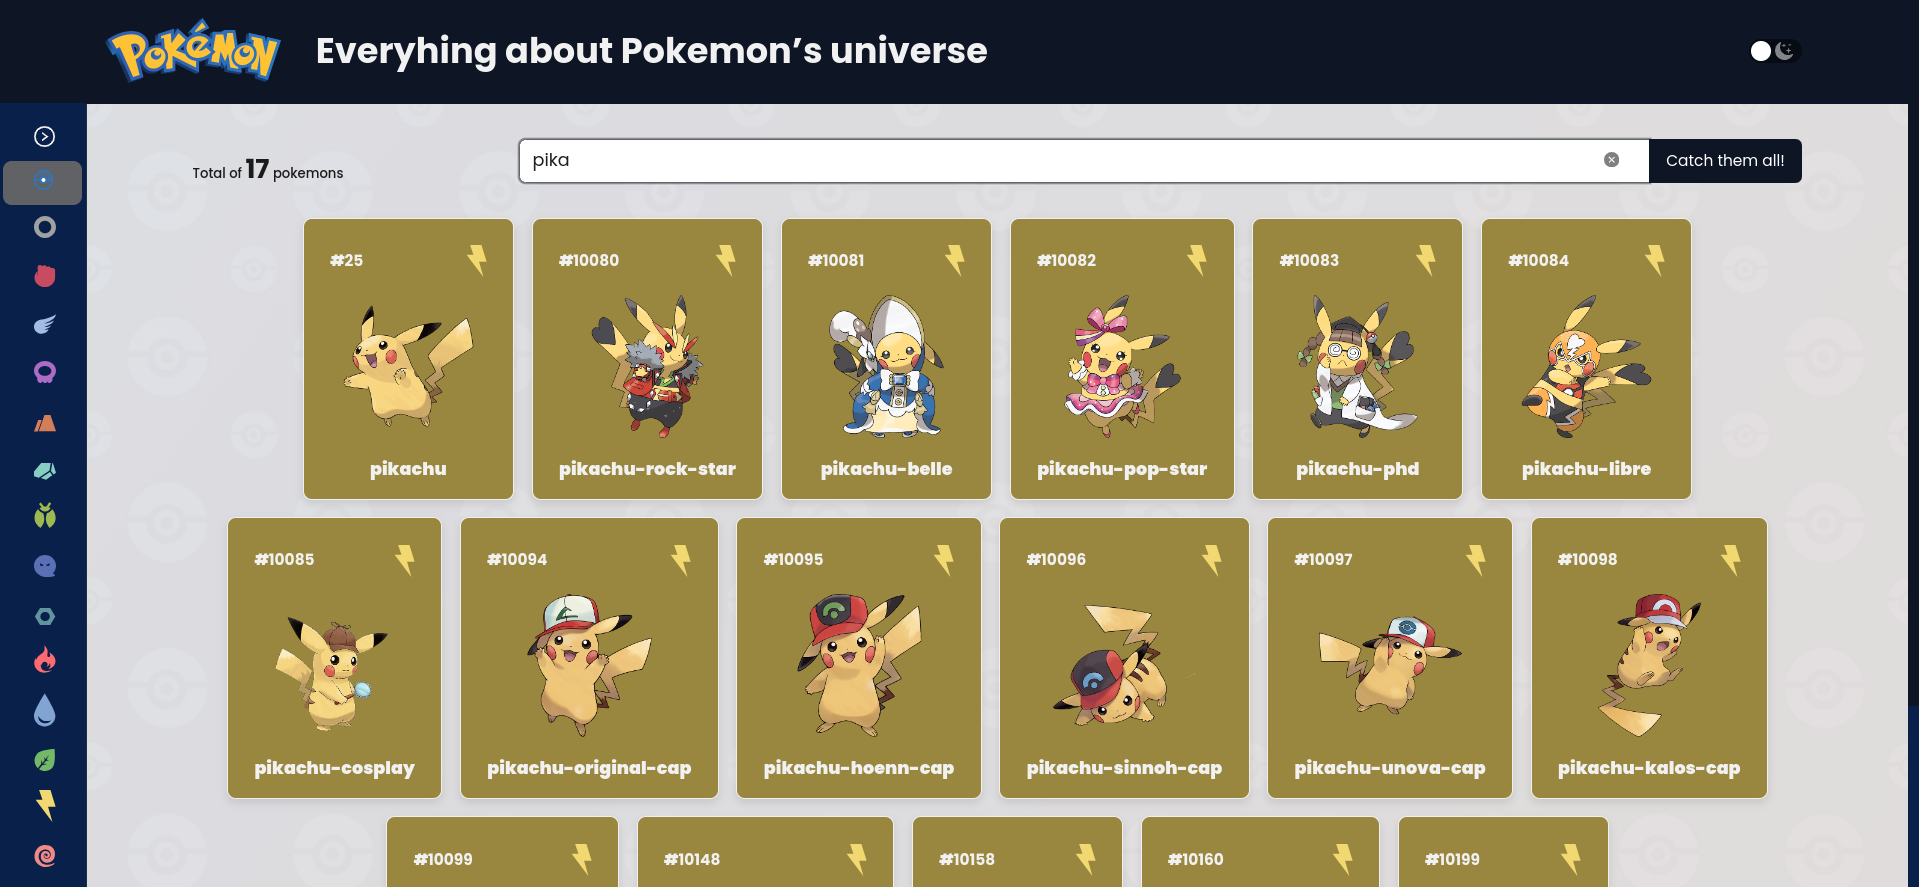 POKéMON
Everyhing about Pokemon’s universe
Total of 17 pokemons
pika
Catch them all!
#25
#10080
#10081
#10082
#10083
#10084
pikachu
pikachu-rock-star
pikachu-belle
pikachu-pop-star
pikachu-phd
pikachu-libre
#10085
#10094
#10095
#10096
#10097
#10098
pikachu-cosplay
pikachu-original-cap
pikachu-hoenn-cap
pikachu-sinnoh-cap
pikachu-unova-cap
pikachu-kalos-cap
#10099
#10148
#10158
#10160
#10199